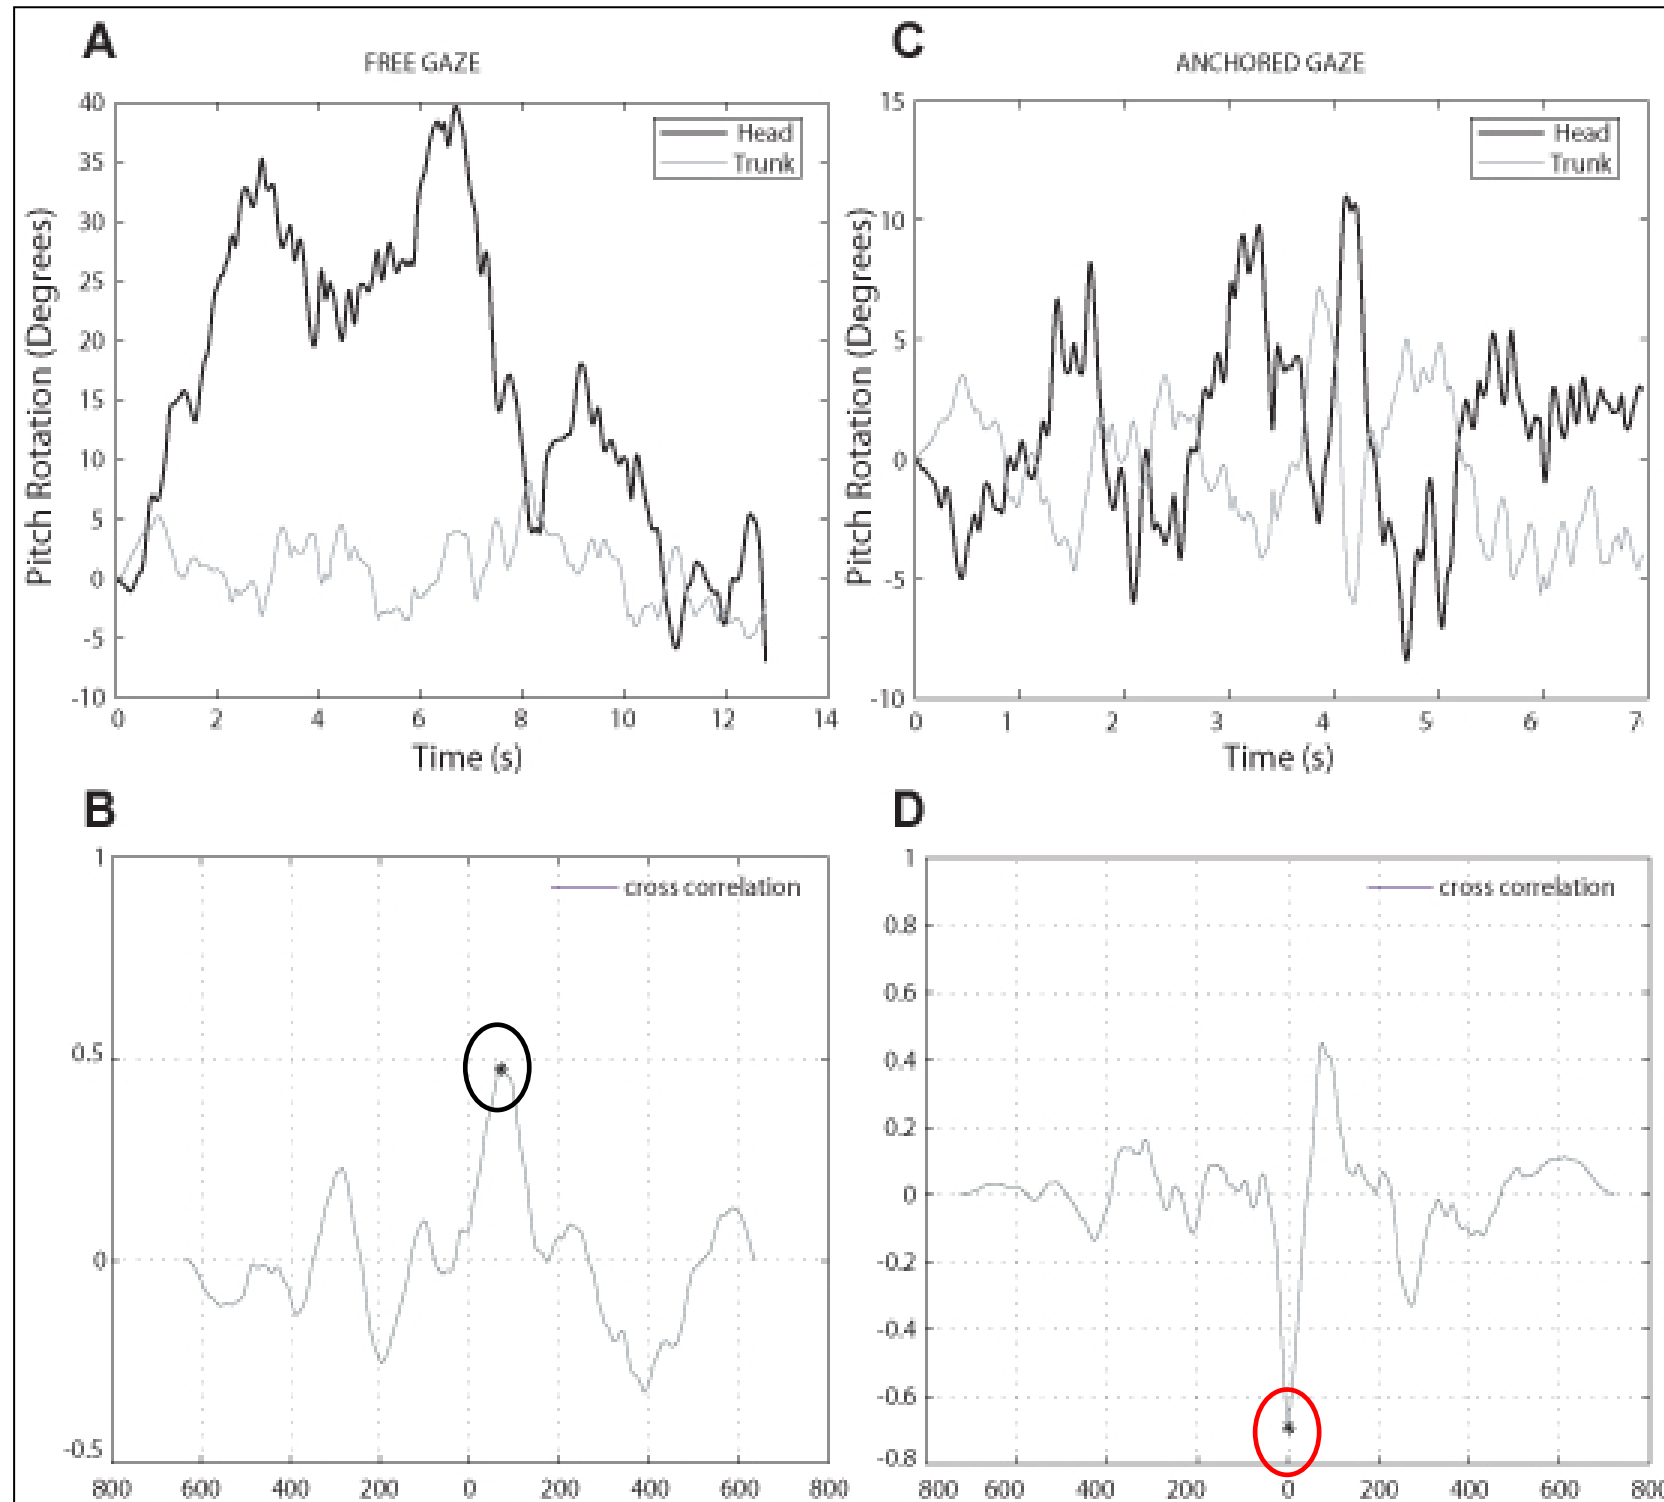 A
FREE GAZE
Head
Trunk
Pitch Rotation (Degrees)
40
35
30
25
20
15
10
5
0
-5
-10
0 2 4 6 8 10 12 14
Time (s)
C
ANCHORED GAZE
Head
Trunk
Pitch Rotation (Degrees)
15
10
5
0
-5
-10
0 1 2 3 4 5 6 7
Time (s)
B
cross correlation
1
0.5
0
-0.5
800 600 400 200 0 200 400 600 800
D
cross correlation
1
0.8
0.6
0.4
0.2
0
-0.2
-0.4
-0.6
-0.8
800 600 400 200 0 200 400 600 800